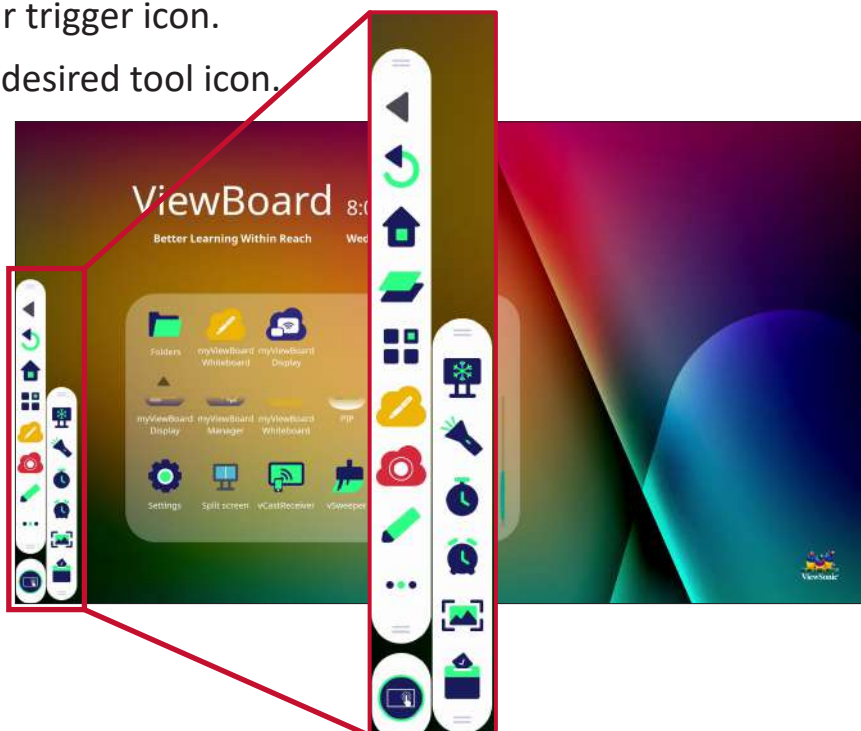 r trigger icon.
desired tool icon.
ViewBoard 8:0
Better Learning Within Reach Wed
Folders myViewBoard Whiteboard myViewBoard Display
myViewBoard Display myViewBoard Manager myViewBoard Whiteboard PIP
Settings Split screen vCastReceiver vSweeper
ViewSonic